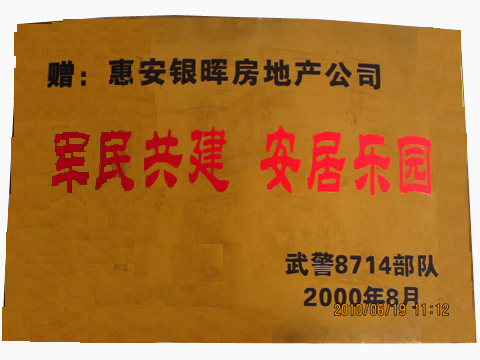 赠：惠安银晖房地产公司
军民共建 安居乐园
武警8714部队
2000年8月
2010/06/19 11:12